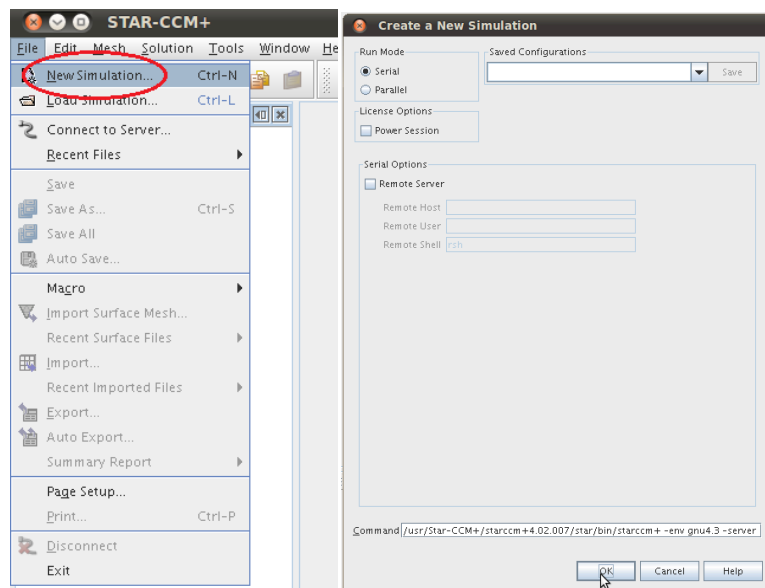 STAR-CCM+
File Edit Mesh Solution Tools Window He
New Simulation... Ctrl-N
Load Simulation... Ctrl-L
Connect to Server...
Recent Files
Save
Save As... Ctrl-S
Save All
Auto Save...
Macro
Import Surface Mesh...
Recent Surface Files
Import...
Recent Imported Files
Export...
Auto Export...
Summary Report
Page Setup...
Print... Ctrl-P
Disconnect
Exit
Create a New Simulation
Run Mode
Serial
Parallel
Saved Configurations
Save
License Options
Power Session
Serial Options
Remote Server
Remote Host
Remote User
Remote Shell rsh
Command /usr/Star-CCM+/starccm+4.02.007/star/bin/starccm+ -env gnu4.3 -server
OK Cancel Help